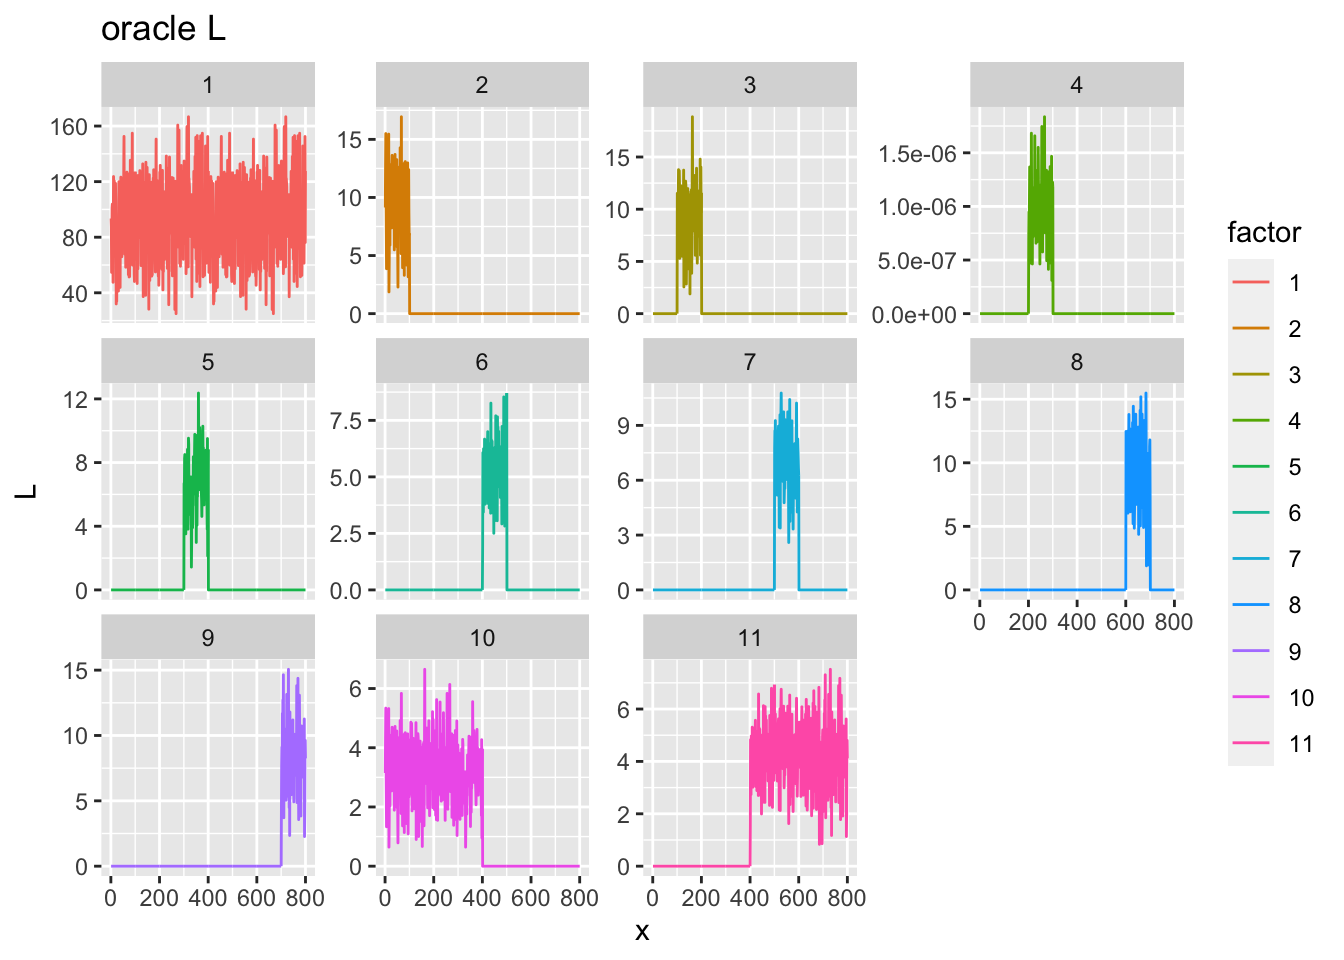 oracle L
1 2 3 4
160 120 80 40
15 10 5 0
15 10 5 0
1.5e-06 1.0e-06 5.0e-07 0.0e+00
5 6 7 8
12 8 4 0
7.5 5.0 2.5 0.0
9 6 3 0
15 10 5 0
0 200 400 600 800
9 10 11
15 10 5 0
6 4 2 0
6 4 2 0
0 200 400 600 800 0 200 400 600 800 0 200 400 600 800
x
L
factor
1
2
3
4
5
6
7
8
9
10
11